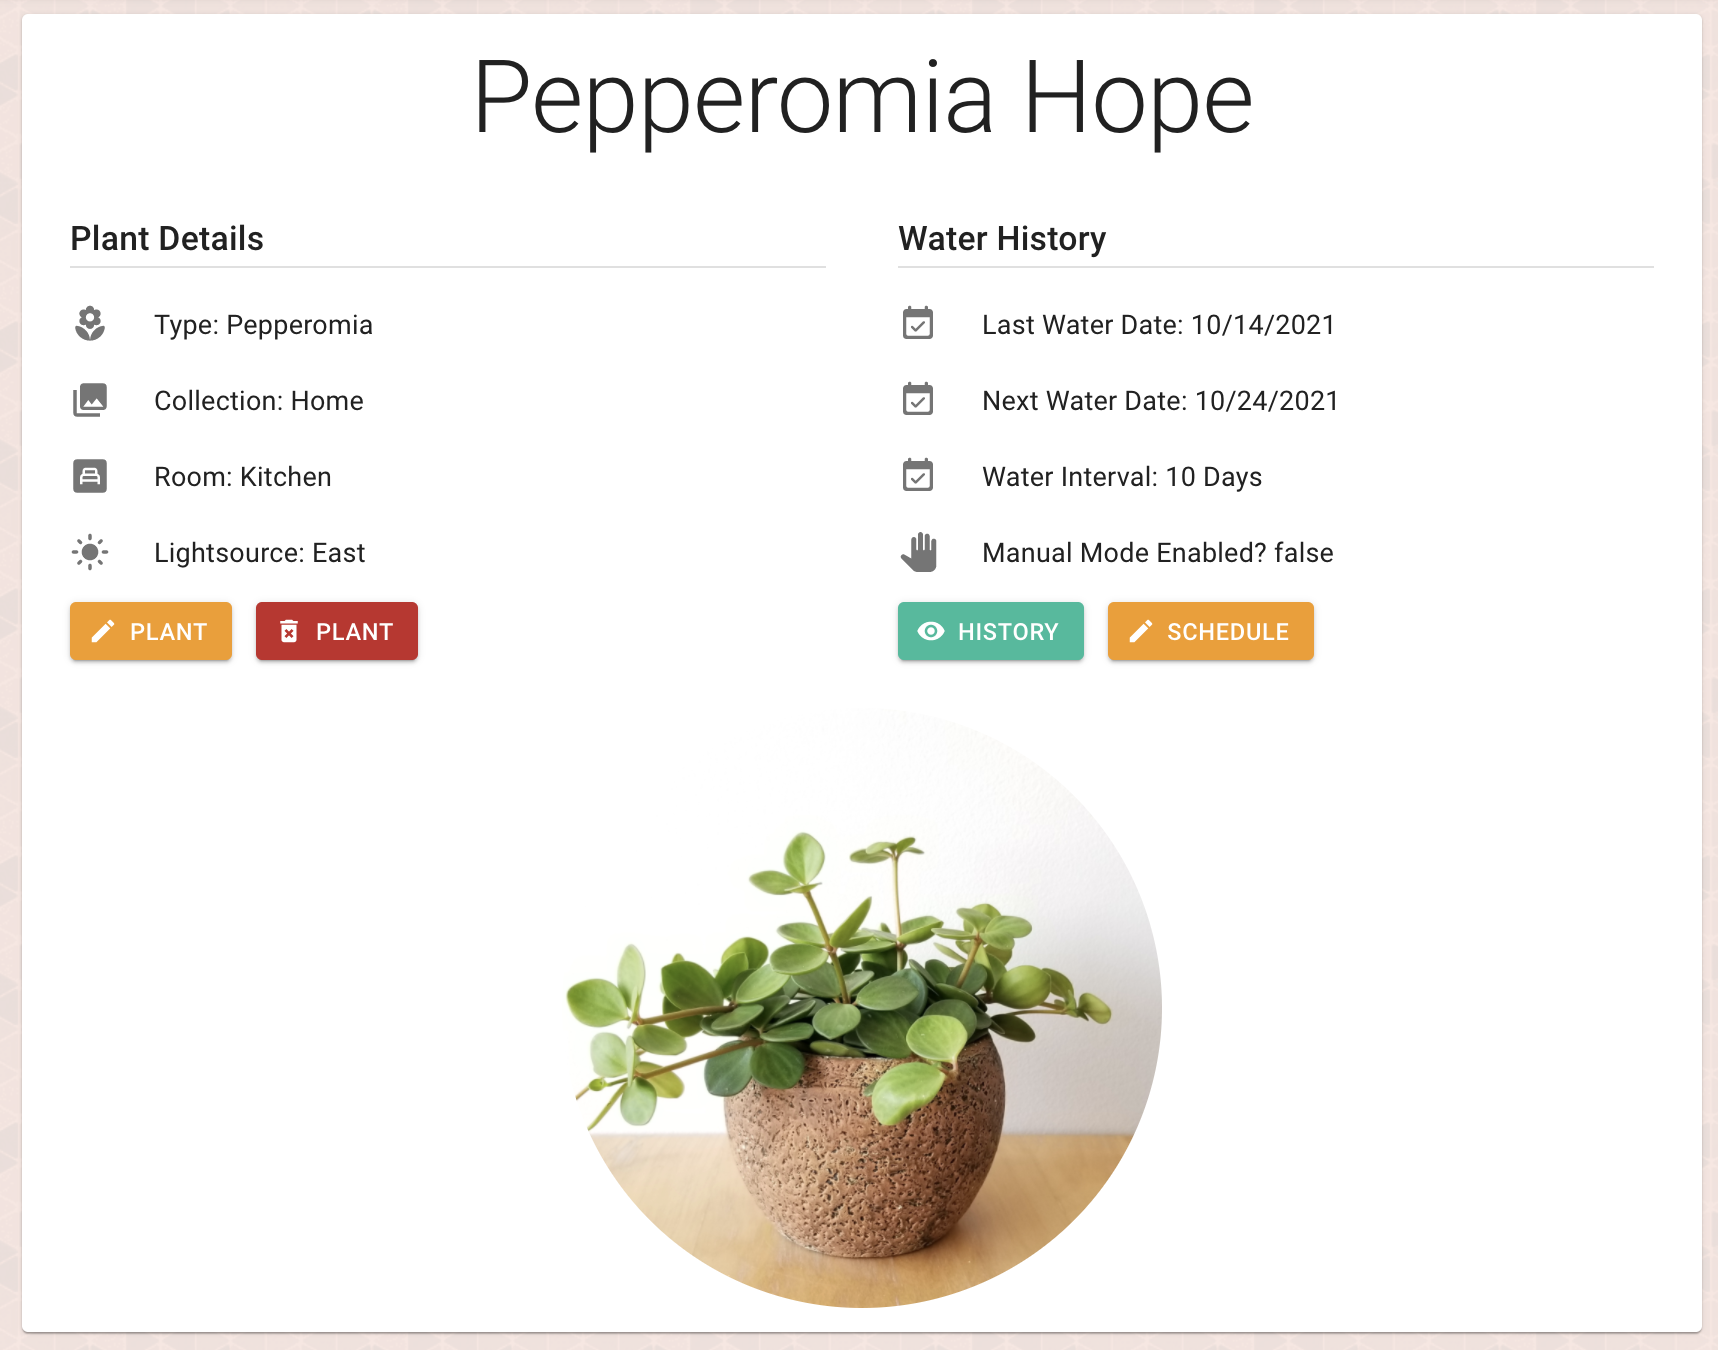 Pepperomia Hope
Plant Details
Type: Pepperomia
Collection: Home
Room: Kitchen
Lightsource: East
PLANT
PLANT
Water History
Last Water Date: 10/14/2021
Next Water Date: 10/24/2021
Water Interval: 10 Days
Manual Mode Enabled? false
HISTORY
SCHEDULE